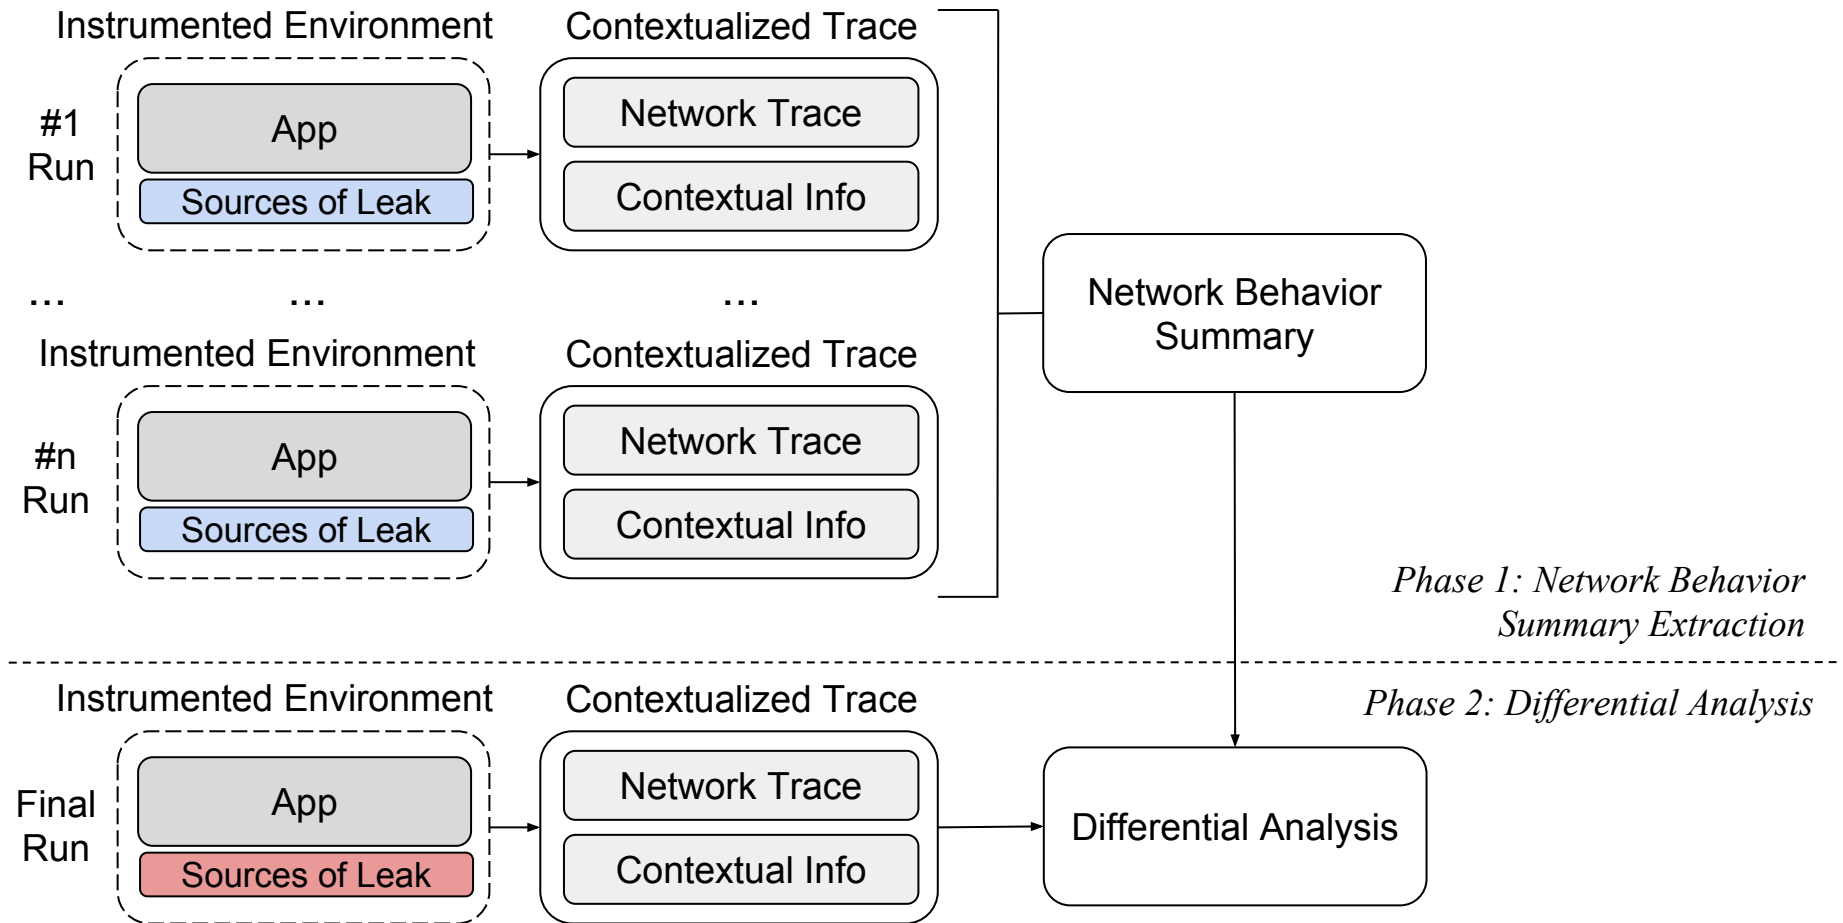 Instrumented Environment
Contextualized Trace
#1
Run
App
Sources of Leak
Network Trace
Contextual Info
...
...
...
Network Behavior
Summary
Instrumented Environment
Contextualized Trace
#n
Run
App
Sources of Leak
Network Trace
Contextual Info
Phase 1: Network Behavior
Summary Extraction
Instrumented Environment
Contextualized Trace
Phase 2: Differential Analysis
Final
Run
App
Sources of Leak
Network Trace
Contextual Info
Differential Analysis